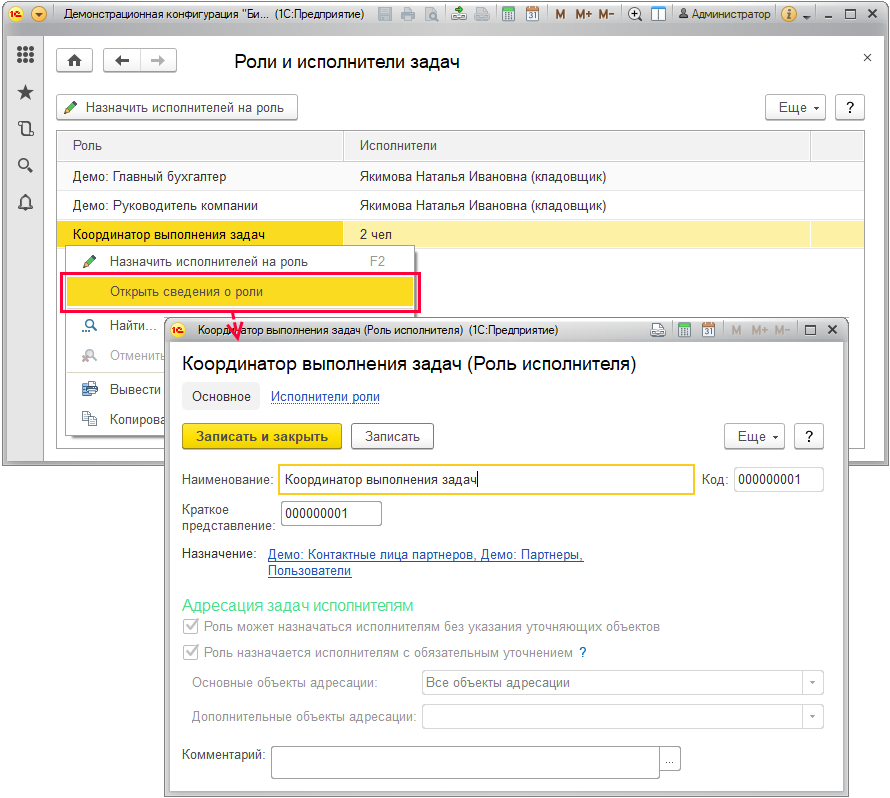 Демонстрационная конфигурация "Би... (1С:Предприятие) M M+ M- Администратор
Роли и исполнители задач
Назначить исполнителей на роль Еще ?
Роль Исполнители
Демо: Главный бухгалтер Якимова Наталья Ивановна (кладовщик)
Демо: Руководитель компании Якимова Наталья Ивановна (кладовщик)
Координатор выполнения задач 2 чел
Назначить исполнителей на роль F2
Открыть сведения о роли
Найти...
Отменить
Вывести
Копирова
Координатор выполнения задач (Роль исполнителя) (1С:Предприятие) M M+ M-
Координатор выполнения задач (Роль исполнителя)
Основное Исполнители роли
Записать и закрыть Записать Еще ?
Наименование: Координатор выполнения задач Код: 000000001
Краткое
представление: 000000001
Назначение: Демо: Контактные лица партнеров, Демо: Партнеры,
Пользователи
Адресация задач исполнителям
Роль может назначаться исполнителям без указания уточняющих объектов
Роль назначается исполнителям с обязательным уточнением ?
Основные объекты адресации: Все объекты адресации
Дополнительные объекты адресации:
Комментарий: ...